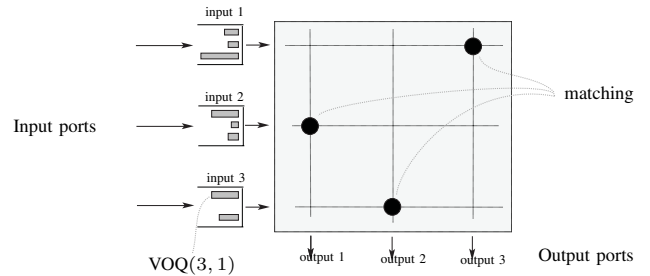 input 1
matching
input 2
Input ports
input 3
VOQ(3, 1)
output 1
output 2
output 3
Output ports